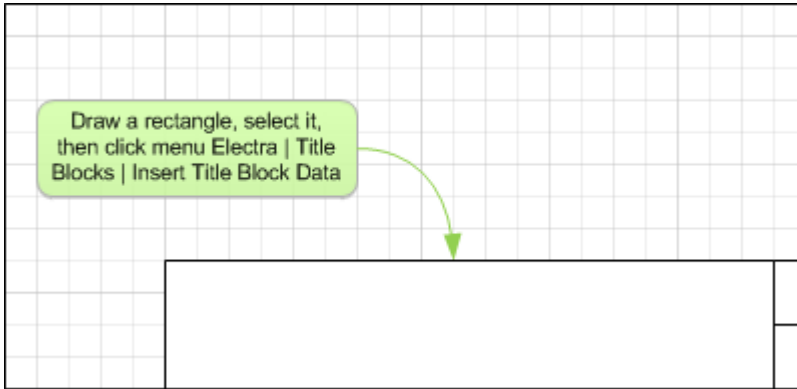 Draw a rectangle, select it,
then click menu Electra | Title
Blocks | Insert Title Block Data